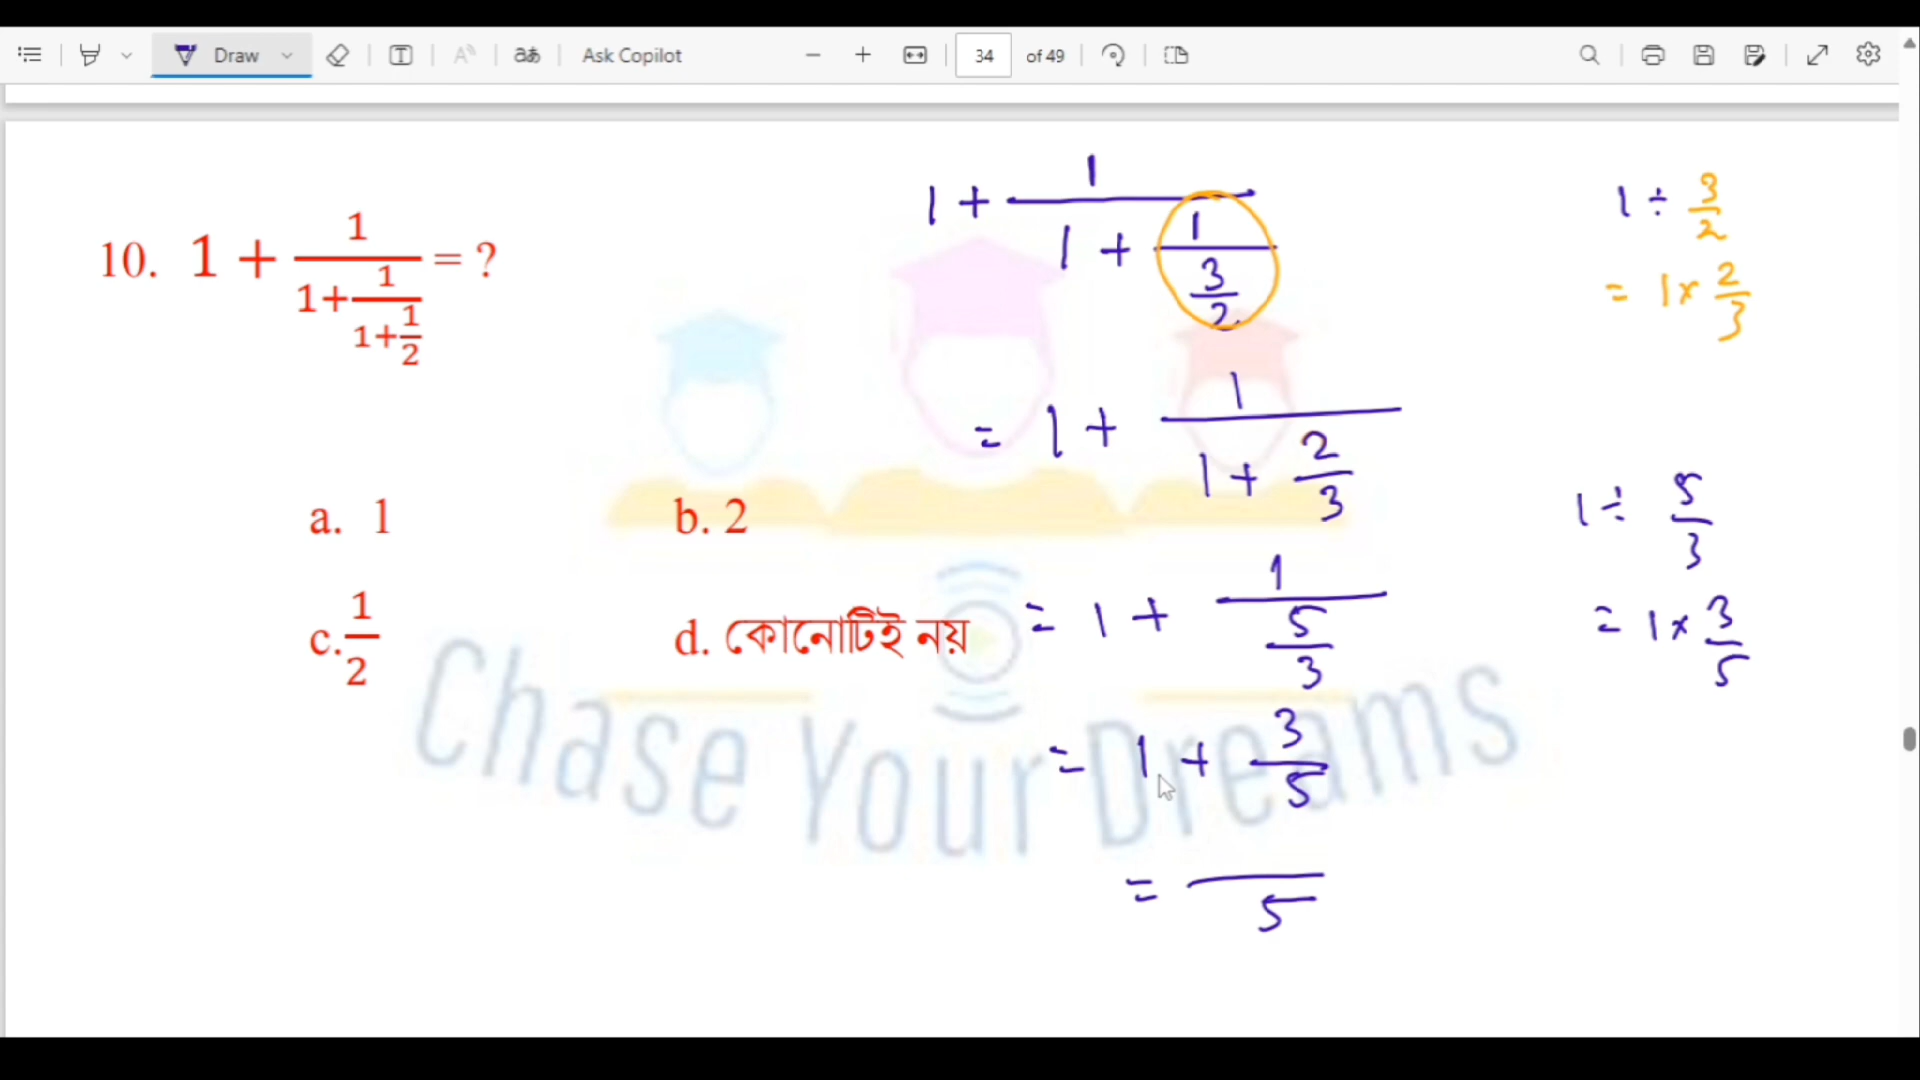 Draw
Ask Copilot
34 of 49
10. 1 + 1/(1+1/(1+1/2)) = ?
a. 1
b. 2
c. 1/2
d. কোনোটিই নয়
1 + 1/(1 + 1/(3/2))
= 1 + 1/(1 + 2/3)
= 1 + 1/(5/3)
= 1 + 3/5
= /5
1 ÷ 3/2
= 1 × 2/3
1 ÷ 5/3
= 1 × 3/5
Chase Your Dreams